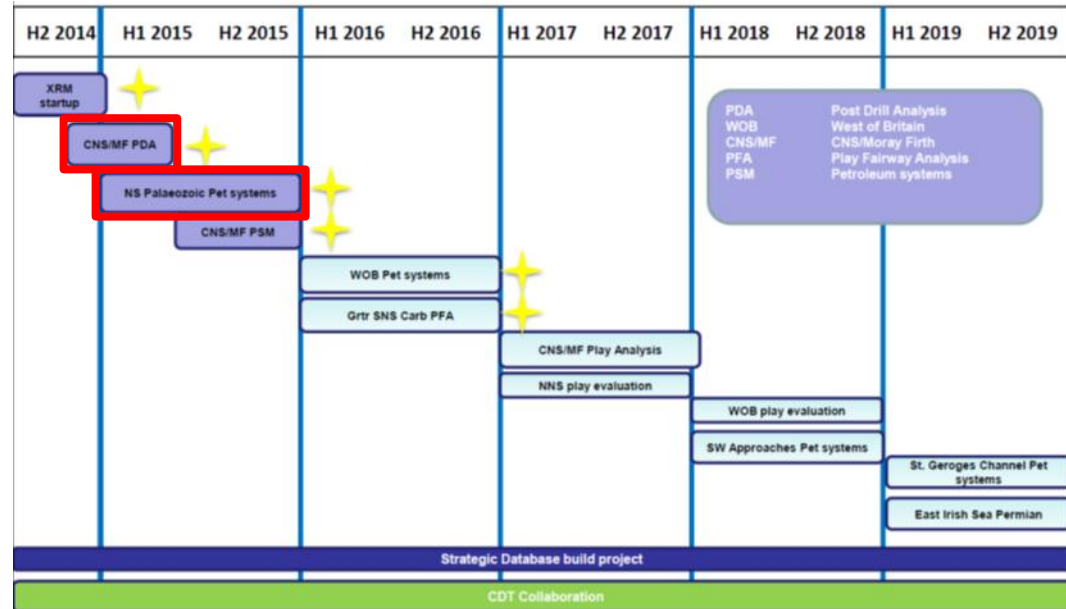 H2 2014 H1 2015 H2 2015 H1 2016 H2 2016 H1 2017 H2 2017 H1 2018 H2 2018 H1 2019 H2 2019
XRM
startup
CNS/MF PDA
NS Palaeozoic Pet systems
CNS/MF PSM
WOB Pet systems
Grtr SNS Carb PFA
CNS/MF Play Analysis
NNS play evaluation
WOB play evaluation
SW Approaches Pet systems
St. Geroges Channel Pet
systems
East Irish Sea Permian
PDA Post Drill Analysis
WOB West of Britain
CNS/MF CNS/Moray Firth
PFA Play Fairway Analysis
PSM Petroleum systems
Strategic Database build project
CDT Collaboration